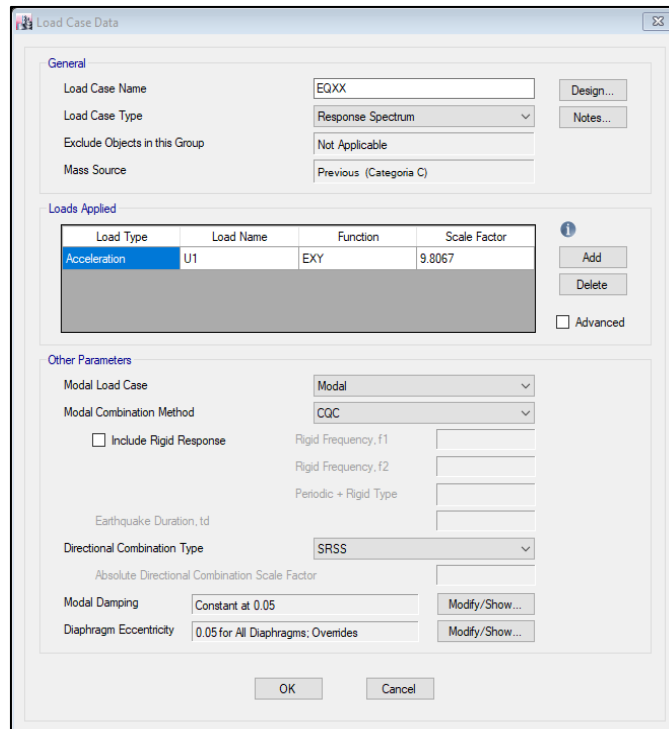 Load Case Data
General
Load Case Name EQXX Design...
Load Case Type Response Spectrum Notes...
Exclude Objects in this Group Not Applicable
Mass Source Previous (Categoria C)
Loads Applied
Load Type Load Name Function Scale Factor
Acceleration U1 EXY 9.8067
Add
Delete
Advanced
Other Parameters
Modal Load Case Modal
Modal Combination Method CQC
Include Rigid Response Rigid Frequency, f1
Rigid Frequency, f2
Periodic + Rigid Type
Earthquake Duration, td
Directional Combination Type SRSS
Absolute Directional Combination Scale Factor
Modal Damping Constant at 0.05 Modify/Show...
Diaphragm Eccentricity 0.05 for All Diaphragms; Overrides Modify/Show...
OK Cancel